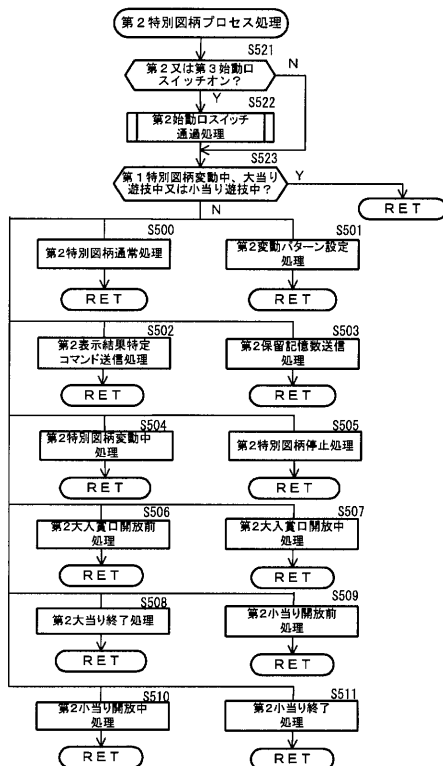 第2特別図柄プロセス処理
S521
第2又は第3始動口
スイッチオン?
N
Y
S522
第2始動口スイッチ
通過処理
S523
第1特別図柄変動中、大当り
遊技中又は小当り遊技中?
Y
N
RET
S500
第2特別図柄通常処理
RET
S501
第2変動パターン設定
処理
RET
S502
第2表示結果特定
コマンド送信処理
RET
S503
第2保留記憶数送信
処理
RET
S504
第2特別図柄変動中
処理
RET
S505
第2特別図柄停止処理
RET
S506
第2大入賞口開放前
処理
RET
S507
第2大入賞口開放中
処理
RET
S508
第2大当り終了処理
RET
S509
第2小当り開放前
処理
RET
S510
第2小当り開放中
処理
RET
S511
第2小当り終了
処理
RET